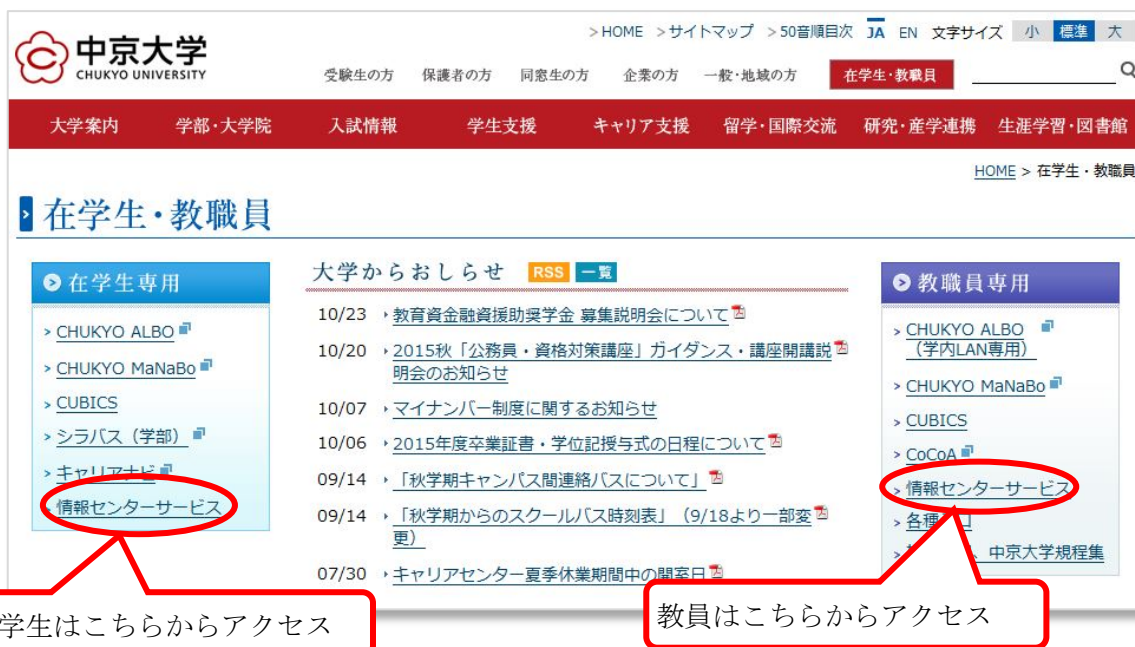 >HOME >サイトマップ >50音順目次 JA EN 文字サイズ 小 標準 大
中京大学
CHUKYO UNIVERSITY
受験生の方 保護者の方 同窓生の方 企業の方 一般・地域の方 在学生・教職員
大学案内 学部・大学院 入試情報 学生支援 キャリア支援 留学・国際交流 研究・産学連携 生涯学習・図書館
HOME > 在学生・教職員
在学生・教職員
在学生専用
> CHUKYO ALBO
> CHUKYO MaNaBo
> CUBICS
> シラバス（学部）
> キャリアナビ
情報センターサービス
学生はこちらからアクセス
大学からおしらせ RSS 一覧
10/23 教育資金融資援助奨学金 募集説明会について
10/20 2015秋「公務員・資格対策講座」ガイダンス・講座開講説
明会のお知らせ
10/07 マイナンバー制度に関するお知らせ
10/06 2015年度卒業証書・学位記授与式の日程について
09/14 「秋学期キャンパス間連絡バスについて」
09/14 「秋学期からのスクールバス時刻表」（9/18より一部変
更）
07/30 キャリアセンター夏季休業期間中の開室日
教職員専用
> CHUKYO ALBO
（学内LAN専用）
> CHUKYO MaNaBo
> CUBICS
> CoCoA
> 情報センターサービス
> 各種
> 中京大学規程集
教員はこちらからアクセス